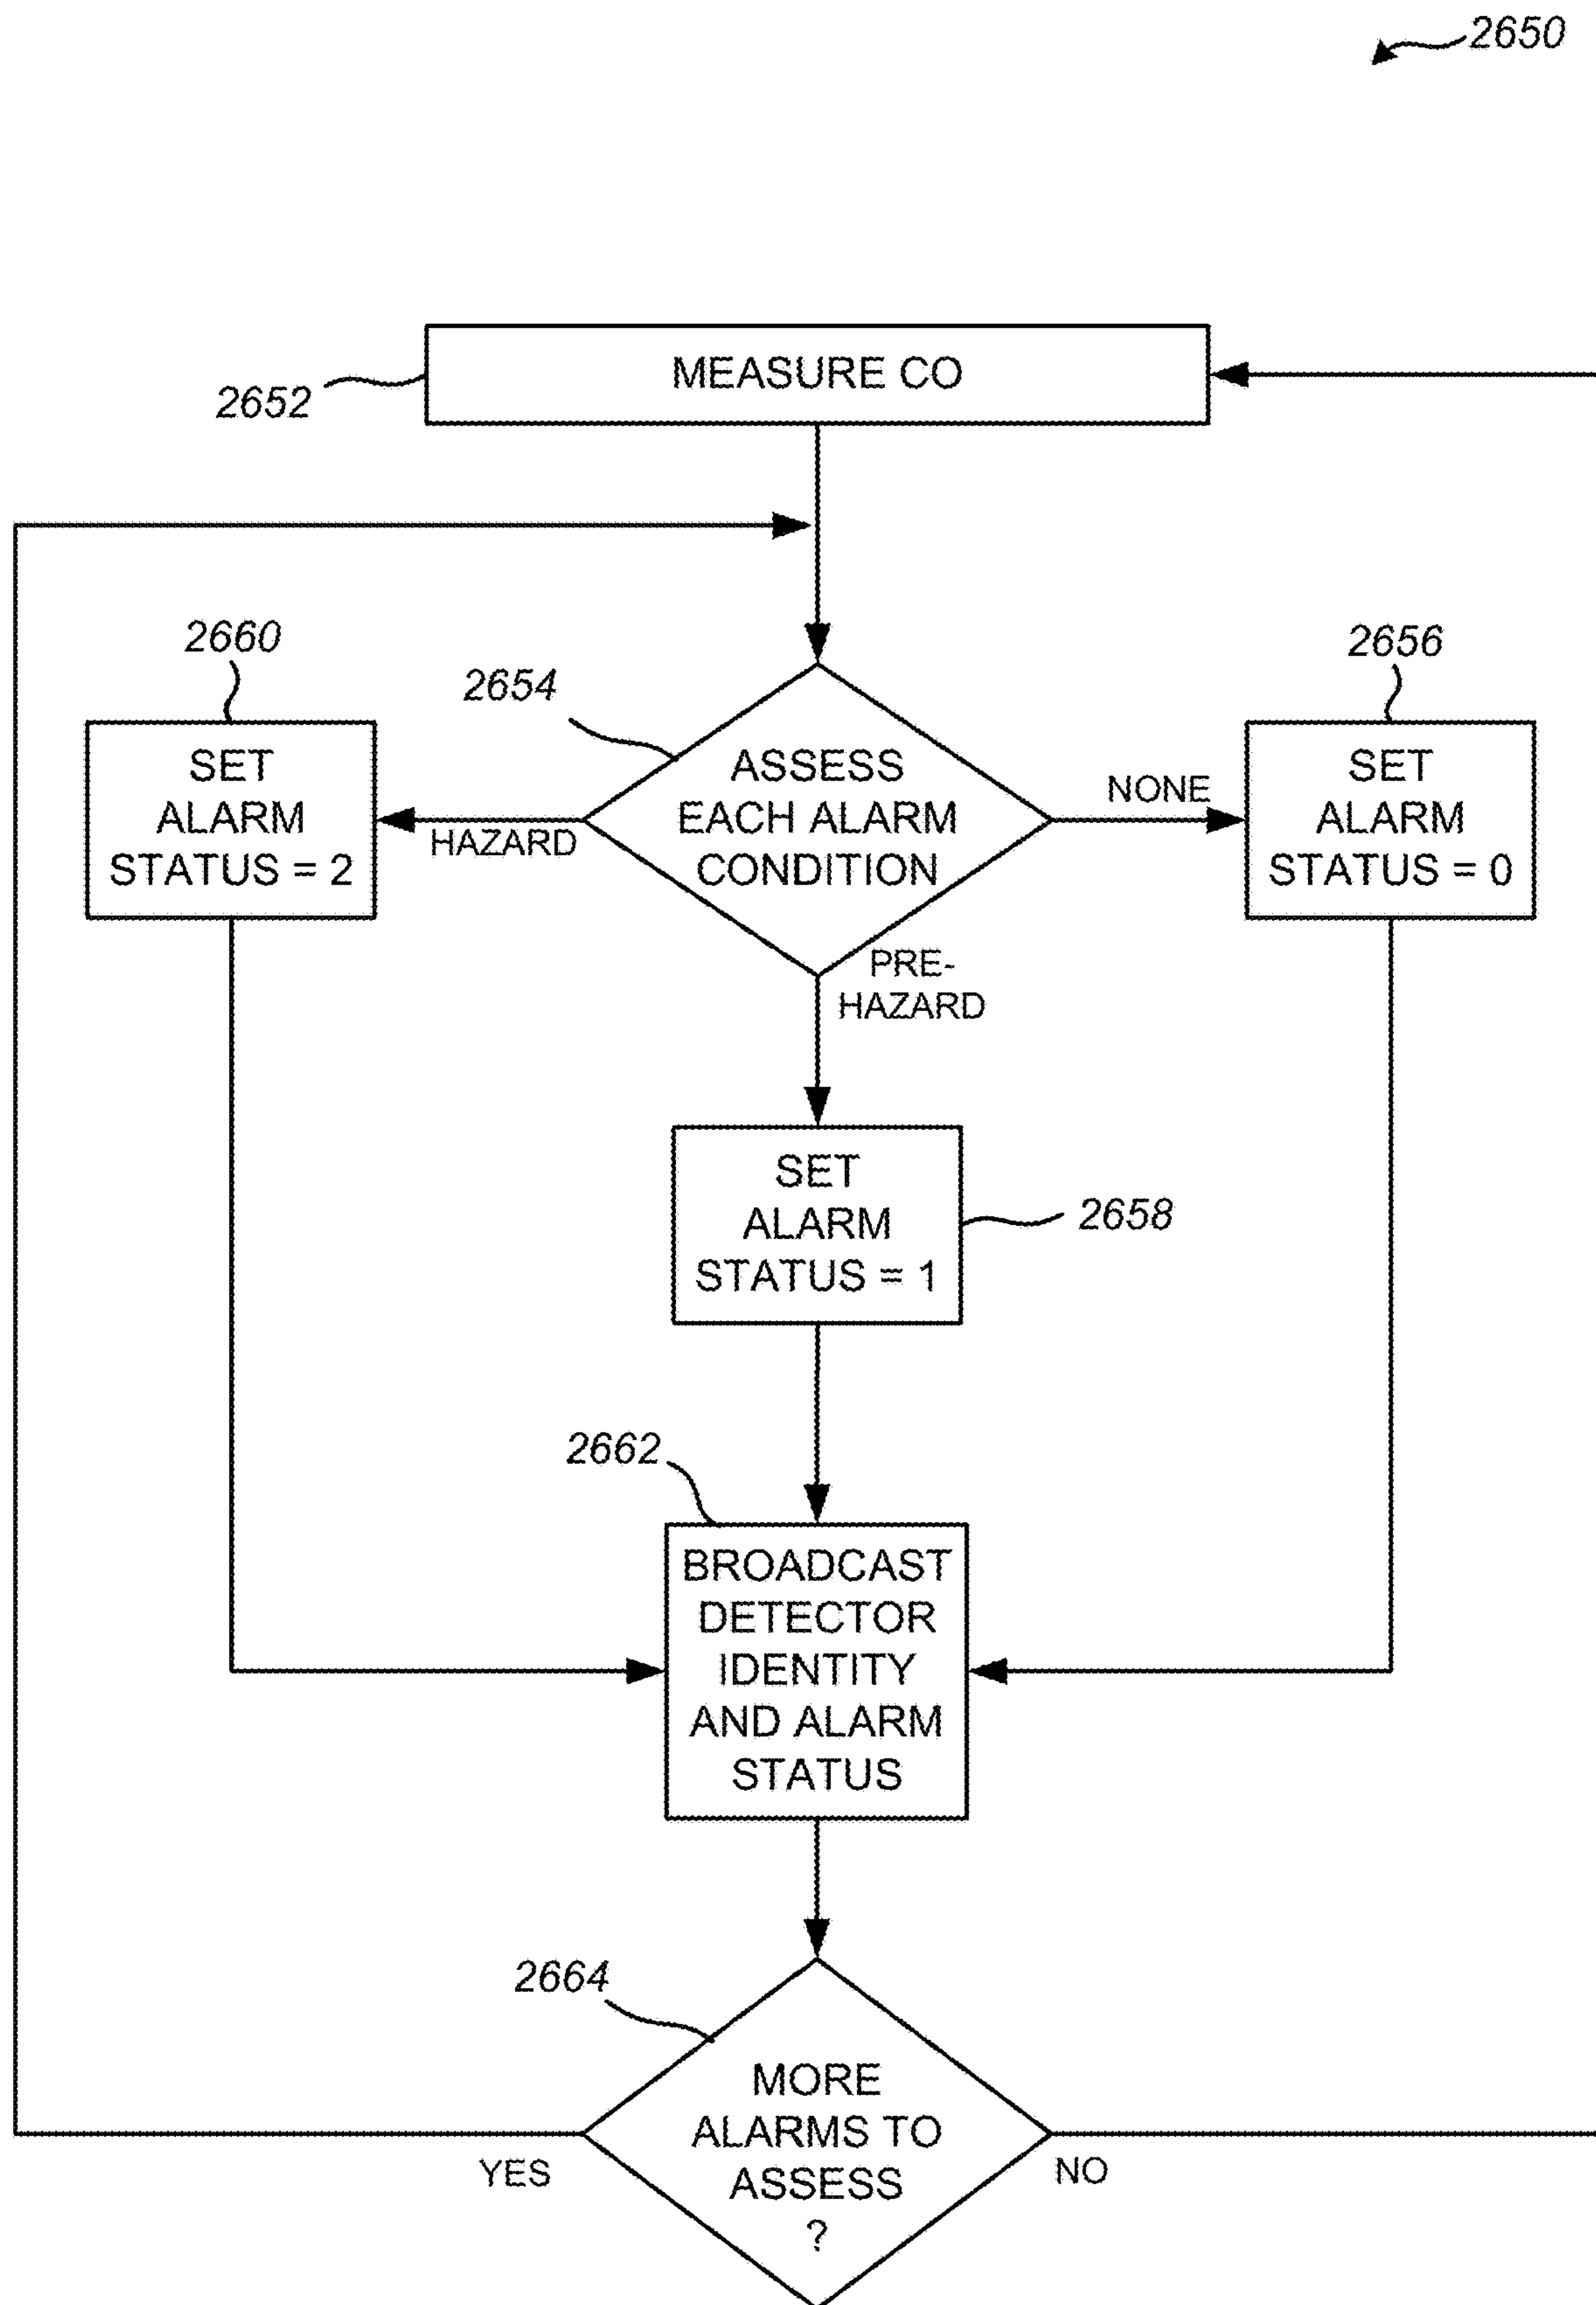 2650
MEASURE CO
2652
2660
2656
2654
SET
ALARM
STATUS = 2
ASSESS
EACH ALARM
CONDITION
SET
ALARM
STATUS = 0
HAZARD
NONE
PRE-
HAZARD
SET
ALARM
STATUS = 1
2658
2662
BROADCAST
DETECTOR
IDENTITY
AND ALARM
STATUS
2664
MORE
ALARMS TO
ASSESS
?
YES
NO